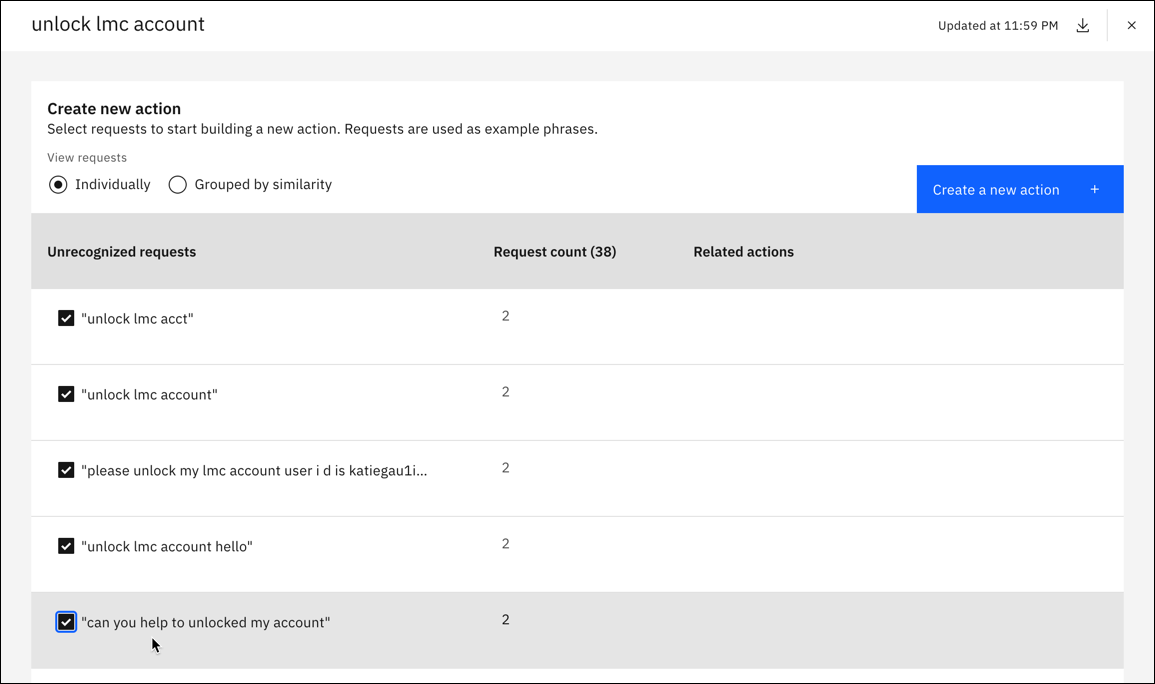 unlock lmc account
Updated at 11:59 PM
Create new action
Select requests to start building a new action. Requests are used as example phrases.
View requests
Individually
Grouped by similarity
Create a new action +
Unrecognized requests
Request count (38)
Related actions
"unlock lmc acct"
2
"unlock lmc account"
2
"please unlock my lmc account user i d is katiegau1i...
2
"unlock lmc account hello"
2
"can you help to unlocked my account"
2